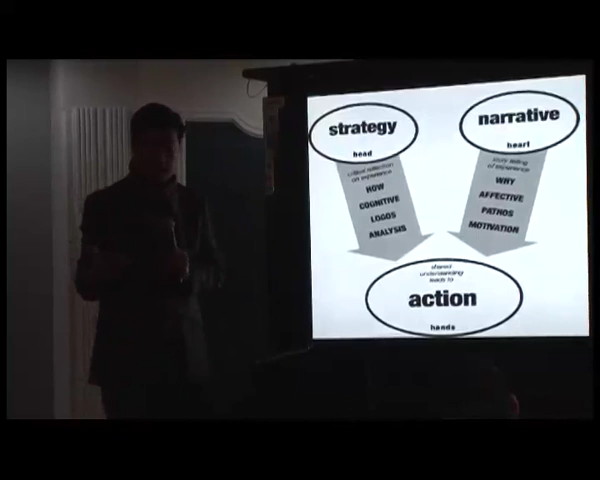 strategy
head
critical reflection
on experience
HOW
COGNITIVE
LOGOS
ANALYSIS
narrative
heart
story telling
of experience
WHY
AFFECTIVE
PATHOS
MOTIVATION
shared
understanding
leads to
action
hands